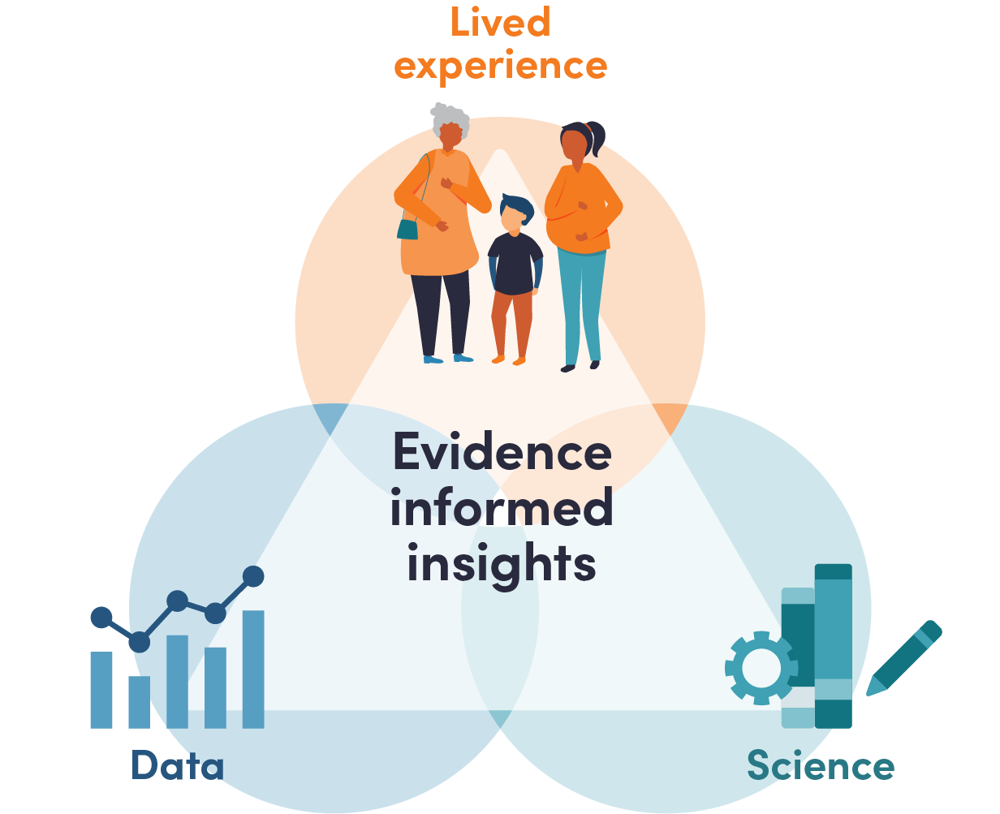 Lived
experience
Evidence
informed
insights
Data
Science